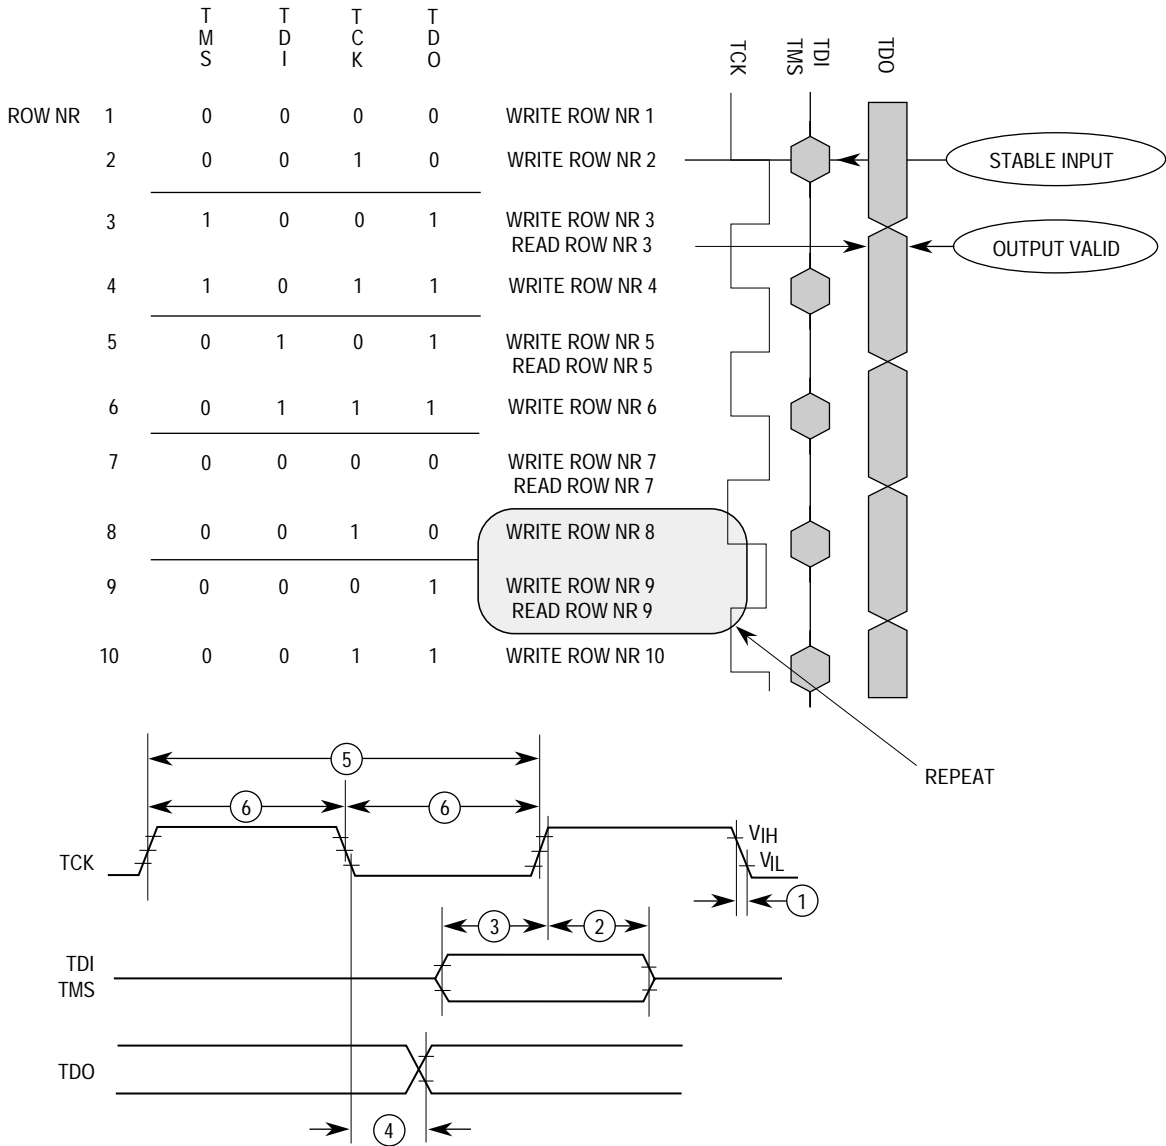 TMS TDI TCK TDO
TCK TMS TDI TDO
ROW NR 1 0 0 0 0 WRITE ROW NR 1
2 0 0 1 0 WRITE ROW NR 2 STABLE INPUT
3 1 0 0 1 WRITE ROW NR 3
READ ROW NR 3 OUTPUT VALID
4 1 0 1 1 WRITE ROW NR 4
5 0 1 0 1 WRITE ROW NR 5
READ ROW NR 5
6 0 1 1 1 WRITE ROW NR 6
7 0 0 0 0 WRITE ROW NR 7
READ ROW NR 7
8 0 0 1 0 WRITE ROW NR 8
9 0 0 0 1 WRITE ROW NR 9
READ ROW NR 9
10 0 0 1 1 WRITE ROW NR 10
REPEAT
5
6 6
VIH
TCK VIL
1
3 2
TDI
TMS
TDO
4